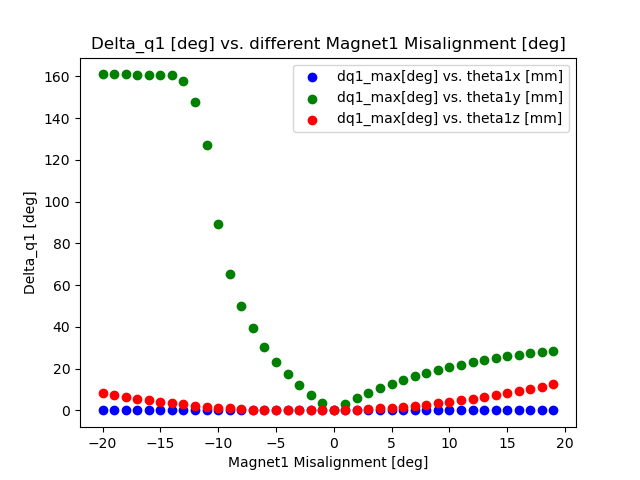 Delta_q1 [deg] vs. different Magnet1 Misalignment [deg]
dq1_max[deg] vs. theta1x [mm]
dq1_max[deg] vs. theta1y [mm]
dq1_max[deg] vs. theta1z [mm]
Delta_q1 [deg]
160
140
120
100
80
60
40
20
0
−20 −15 −10 −5 0 5 10 15 20
Magnet1 Misalignment [deg]